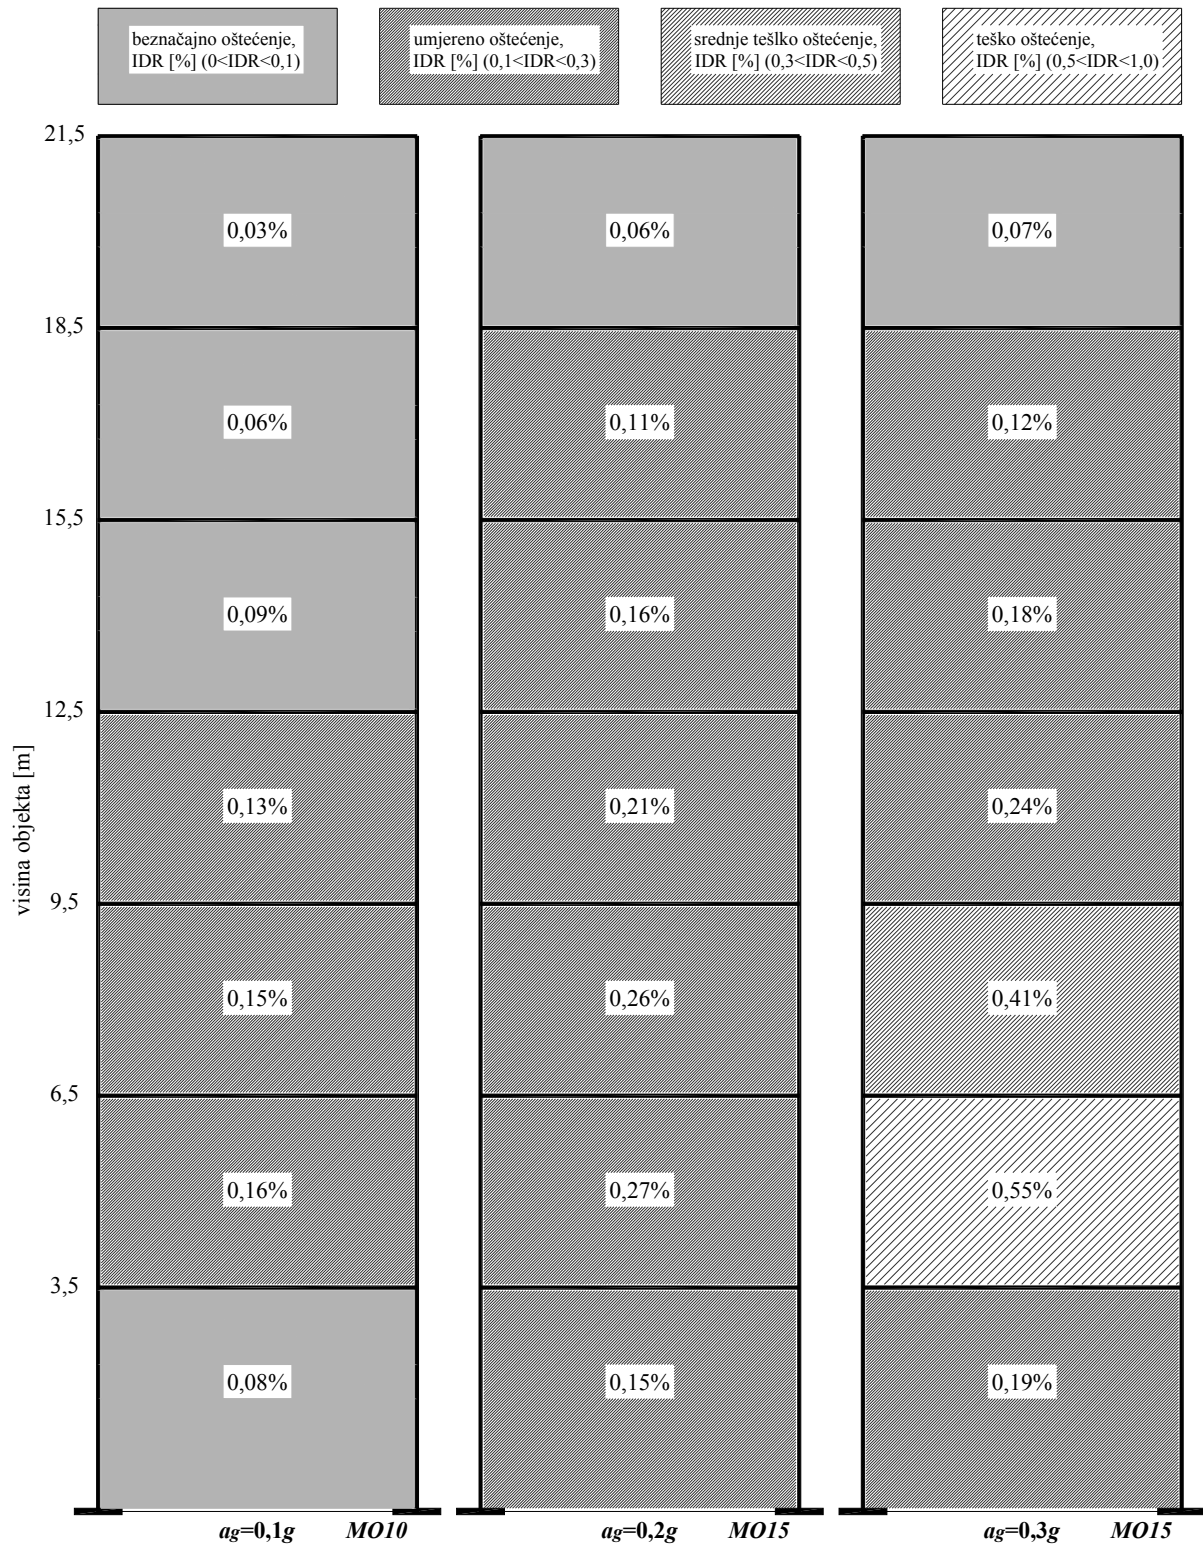 beznačajno oštećenje,
IDR [%] (0<IDR<0,1)
umjereno oštećenje,
IDR [%] (0,1<IDR<0,3)
srednje tešlko oštećenje,
IDR [%] (0,3<IDR<0,5)
teško oštećenje,
IDR [%] (0,5<IDR<1,0)
21,5
0,03%
0,06%
0,07%
18,5
0,06%
0,11%
0,12%
15,5
0,09%
0,16%
0,18%
12,5
0,13%
0,21%
0,24%
visina objekta [m]
9,5
0,15%
0,26%
0,41%
6,5
0,16%
0,27%
0,55%
3,5
0,08%
0,15%
0,19%
ag=0,1g MO10
ag=0,2g MO15
ag=0,3g MO15